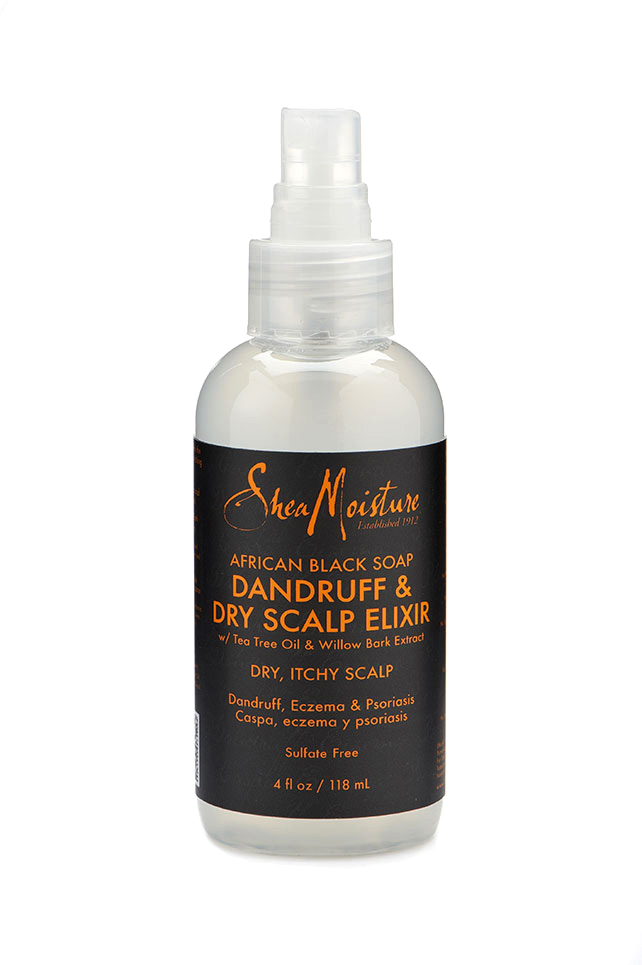 SheaMoisture
Established 1912
AFRICAN BLACK SOAP
DANDRUFF &
DRY SCALP ELIXIR
w/ Tea Tree Oil & Willow Bark Extract
DRY, ITCHY SCALP
Dandruff, Eczema & Psoriasis
Caspa, eczema y psoriasis
Sulfate Free
4 fl oz / 118 mL